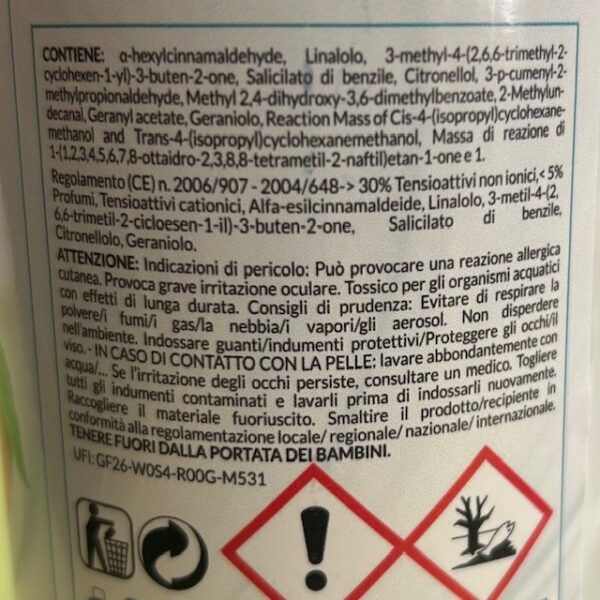 CONTIENE: α-hexylcinnamaldehyde, Linalolo, 3-methyl-4-(2,6,6-trimethyl-2-
cyclohexen-1-yl)-3-buten-2-one, Salicilato di benzile, Citronellol, 3-p-cumenyl-2-
methylpropionaldehyde, Methyl 2,4-dihydroxy-3,6-dimethylbenzoate, 2-Methylun-
decanal, Geranyl acetate, Geraniolo, Reaction Mass of Cis-4-(isopropyl)cyclohexane-
methanol and Trans-4-(isopropyl)cyclohexanemethanol, Massa di reazione di
1-(1,2,3,4,5,6,7,8-ottaidro-2,3,8,8-tetrametil-2-naftil)etan-1-one e 1.
Regolamento (CE) n. 2006/907 - 2004/648-> 30% Tensioattivi non ionici,< 5%
Profumi, Tensioattivi cationici, Alfa-esilcinnamaldeide, Linalolo, 3-metil-4-(2,
6,6-trimetil-2-cicloesen-1-il)-3-buten-2-one, Salicilato di benzile,
Citronellolo, Geraniolo.
ATTENZIONE: Indicazioni di pericolo: Può provocare una reazione allergica
cutanea. Provoca grave irritazione oculare. Tossico per gli organismi acquatici
con effetti di lunga durata. Consigli di prudenza: Evitare di respirare la
polvere/i fumi/i gas/la nebbia/i vapori/gli aerosol. Non disperdere
nell'ambiente. Indossare guanti/indumenti protettivi/Proteggere gli occhi/il
viso. - IN CASO DI CONTATTO CON LA PELLE: lavare abbondantemente con
acqua/... Se l'irritazione degli occhi persiste, consultare un medico. Togliere
tutti gli indumenti contaminati e lavarli prima di indossarli nuovamente.
Raccogliere il materiale fuoriuscito. Smaltire il prodotto/recipiente in
conformità alla regolamentazione locale/ regionale/ nazionale/ internazionale.
TENERE FUORI DALLA PORTATA DEI BAMBINI.
UFI: GF26-W0S4-R00G-M531